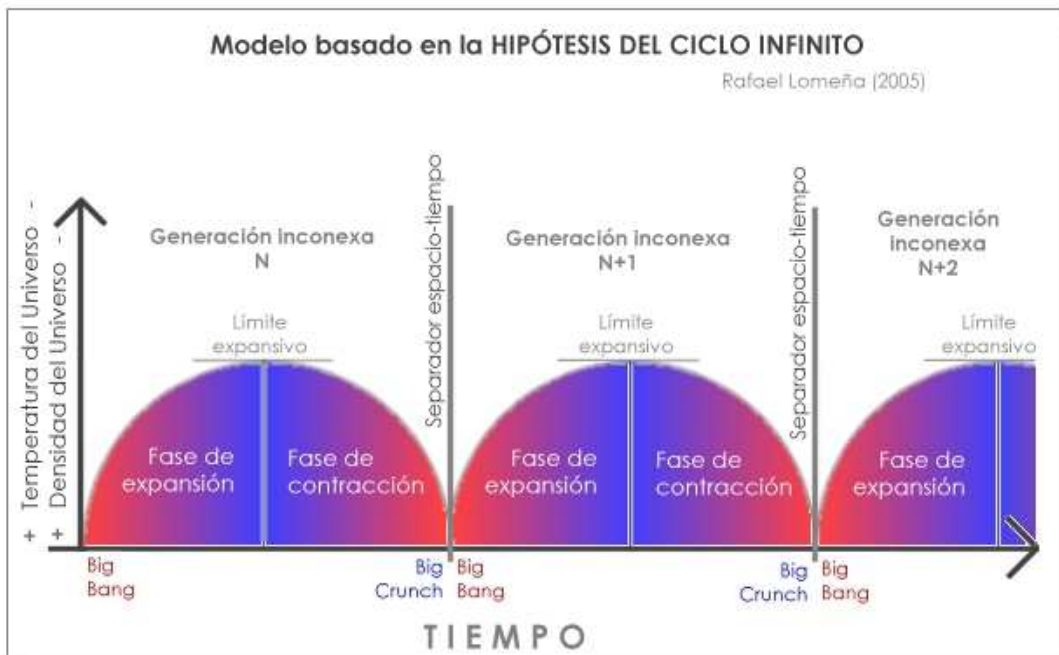 Modelo basado en la HIPÓTESIS DEL CICLO INFINITO
Rafael Lomeña (2005)
+ Temperatura del Universo -
+ Densidad del Universo -
Generación inconexa
N
Límite
expansivo
Fase de
expansión
Fase de
contracción
Separador espacio-tiempo
Generación inconexa
N+1
Límite
expansivo
Fase de
expansión
Fase de
contracción
Separador espacio-tiempo
Generación
inconexa
N+2
Límite
expansivo
Fase de
expansión
Big
Bang
Big
Crunch
Big
Bang
Big
Crunch
Big
Bang
TIEMPO